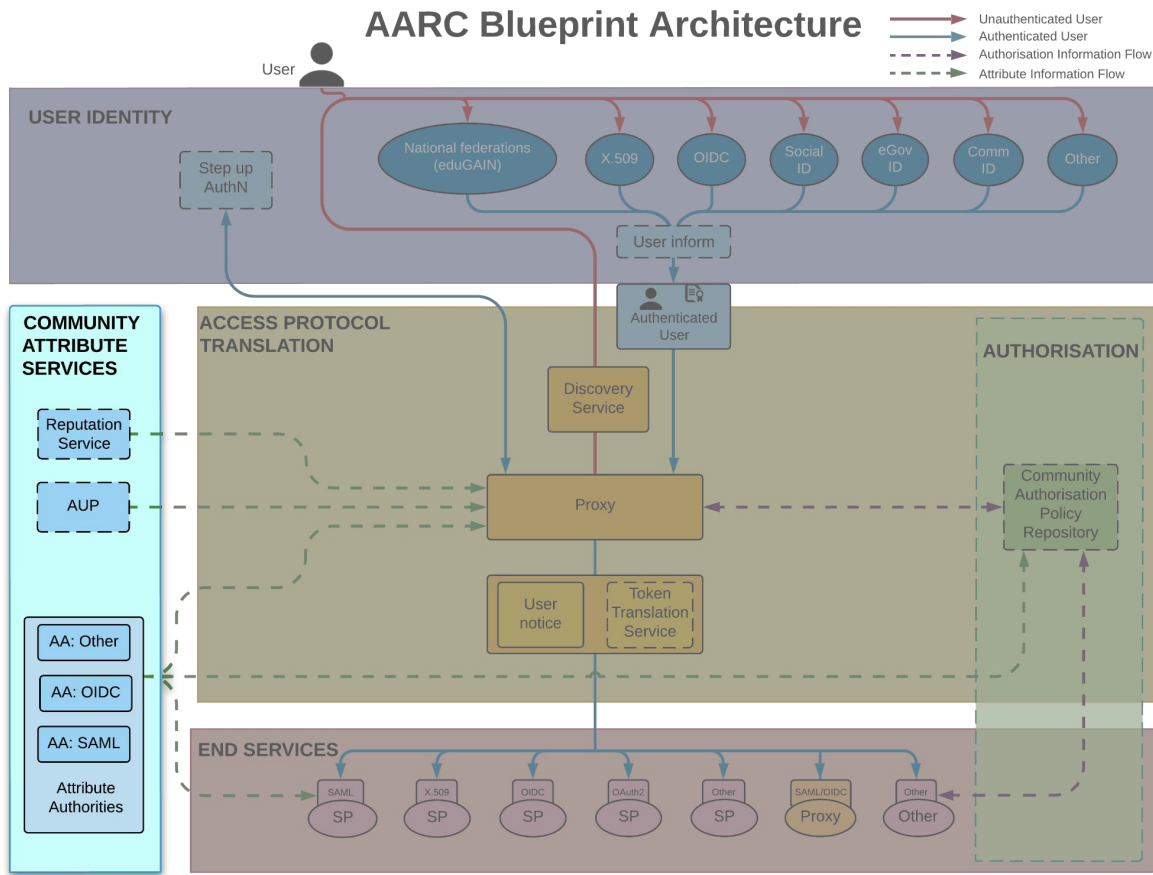 AARC Blueprint Architecture
Unauthenticated User
Authenticated User
Authorisation Information Flow
Attribute Information Flow
User
USER IDENTITY
Step up
AuthN
National federations
(eduGAIN)
X.509
OIDC
Social
ID
eGov
ID
Comm
ID
Other
User inform
Authenticated
User
COMMUNITY
ATTRIBUTE
SERVICES
Reputation
Service
AUP
AA: Other
AA: OIDC
AA: SAML
Attribute
Authorities
ACCESS PROTOCOL
TRANSLATION
Discovery
Service
Proxy
User
notice
Token
Translation
Service
AUTHORISATION
Community
Authorisation
Policy
Repository
END SERVICES
SAML
SP
X.509
SP
OIDC
SP
OAuth2
SP
Other
SP
SAML/OIDC
Proxy
Other
Other